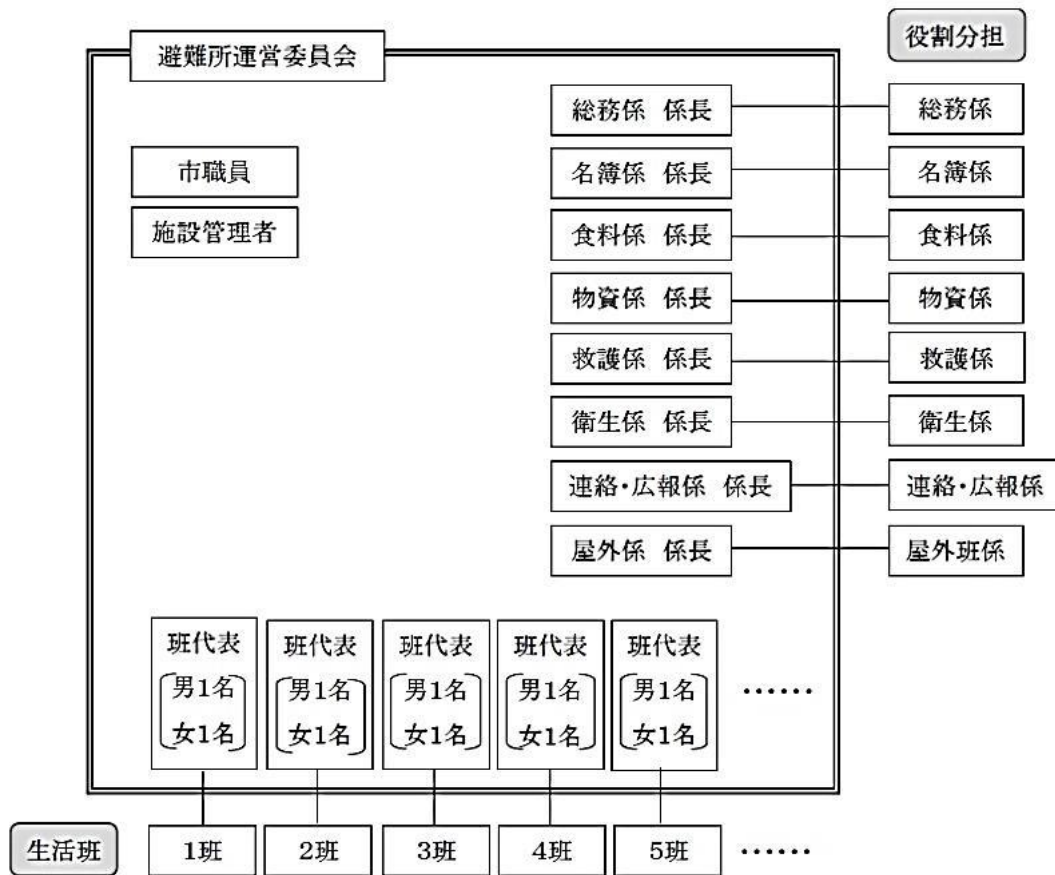 避難所運営委員会
役割分担
市職員
施設管理者
総務係 係長
総務係
名簿係 係長
名簿係
食料係 係長
食料係
物資係 係長
物資係
救護係 係長
救護係
衛生係 係長
衛生係
連絡・広報係 係長
連絡・広報係
屋外係 係長
屋外班係
班代表
男1名
女1名
班代表
男1名
女1名
班代表
男1名
女1名
班代表
男1名
女1名
班代表
男1名
女1名
……
生活班
1班
2班
3班
4班
5班
……